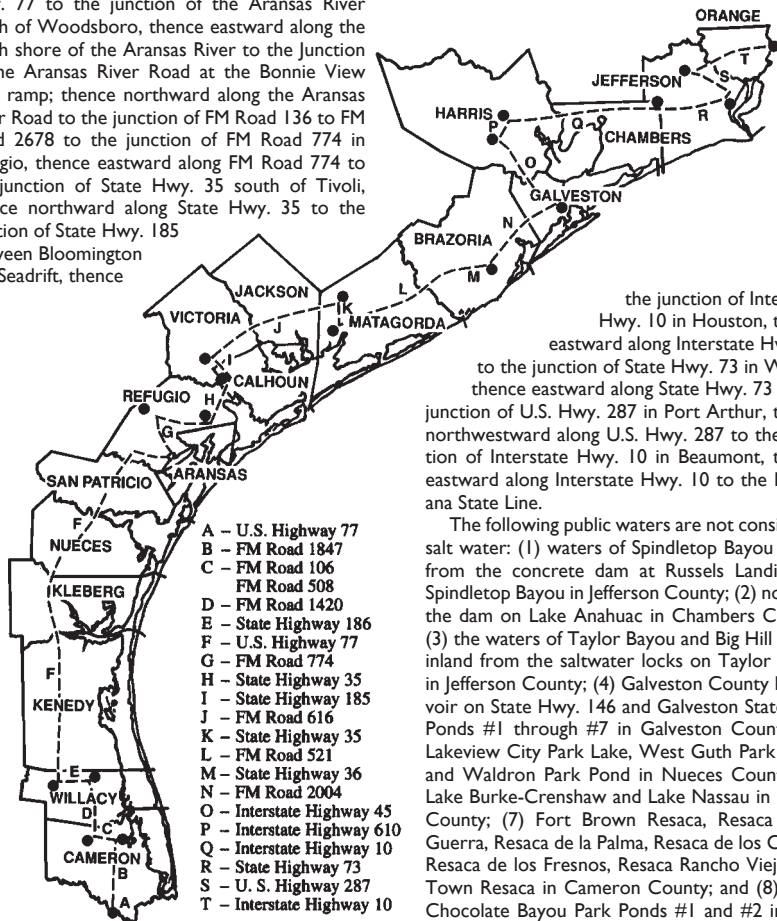 . 77 to the junction of the Aransas River
of Woodsboro, thence eastward along the
shore of the Aransas River to the Junction
Aransas River Road at the Bonnie View
ramp; thence northward along the Aransas
Road to the junction of FM Road 136 to FM
2678 to the junction of FM Road 774 in
thence eastward along FM Road 774 to
junction of State Hwy. 35 south of Tivoli,
northward along State Hwy. 35 to the
of State Hwy. 185
Bloomington
Seadrift, thence
ORANGE
T
JEFFERSON
S
HARRIS
P
Q
R
CHAMBERS
O
GALVESTON
N
BRAZORIA
M
L
JACKSON
K
MATAGORDA
J
VICTORIA
I
CALHOUN
H
REFUGIO
G
ARANSAS
SAN PATRICIO
F
NUECES
KLEBERG
F
KENEDY
E
WILLACY
D
C
CAMERON
B
A
A – U.S. Highway 77
B – FM Road 1847
C – FM Road 106
FM Road 508
D – FM Road 1420
E – State Highway 186
F – U.S. Highway 77
G – FM Road 774
H – State Highway 35
I – State Highway 185
J – FM Road 616
K – State Highway 35
L – FM Road 521
M – State Highway 36
N – FM Road 2004
O – Interstate Highway 45
P – Interstate Highway 610
Q – Interstate Highway 10
R – State Highway 73
S – U. S. Highway 287
T – Interstate Highway 10
the junction of
Hwy. 10 in Houston,
eastward along Interstate
to the junction of State Hwy. 73 in
thence eastward along State Hwy. 73
junction of U.S. Hwy. 287 in Port Arthur,
northwestward along U.S. Hwy. 287 to the
tion of Interstate Hwy. 10 in Beaumont,
eastward along Interstate Hwy. 10 to the
ana State Line.
The following public waters are not
salt water: (1) waters of Spindletop Bayou
from the concrete dam at Russels
Spindletop Bayou in Jefferson County; (2)
the dam on Lake Anahuac in Chambers
(3) the waters of Taylor Bayou and Big Hill
inland from the saltwater locks on Taylor
in Jefferson County; (4) Galveston County
voir on State Hwy. 146 and Galveston State
Ponds #1 through #7 in Galveston
Lakeview City Park Lake, West Guth Park
and Waldron Park Pond in Nueces
Lake Burke-Crenshaw and Lake Nassau in
County; (7) Fort Brown Resaca, Resaca
Guerra, Resaca de la Palma, Resaca de los
Resaca de los Fresnos, Resaca Rancho
Town Resaca in Cameron County; and (8)
Chocolate Bayou Park Ponds #1 and #2 in